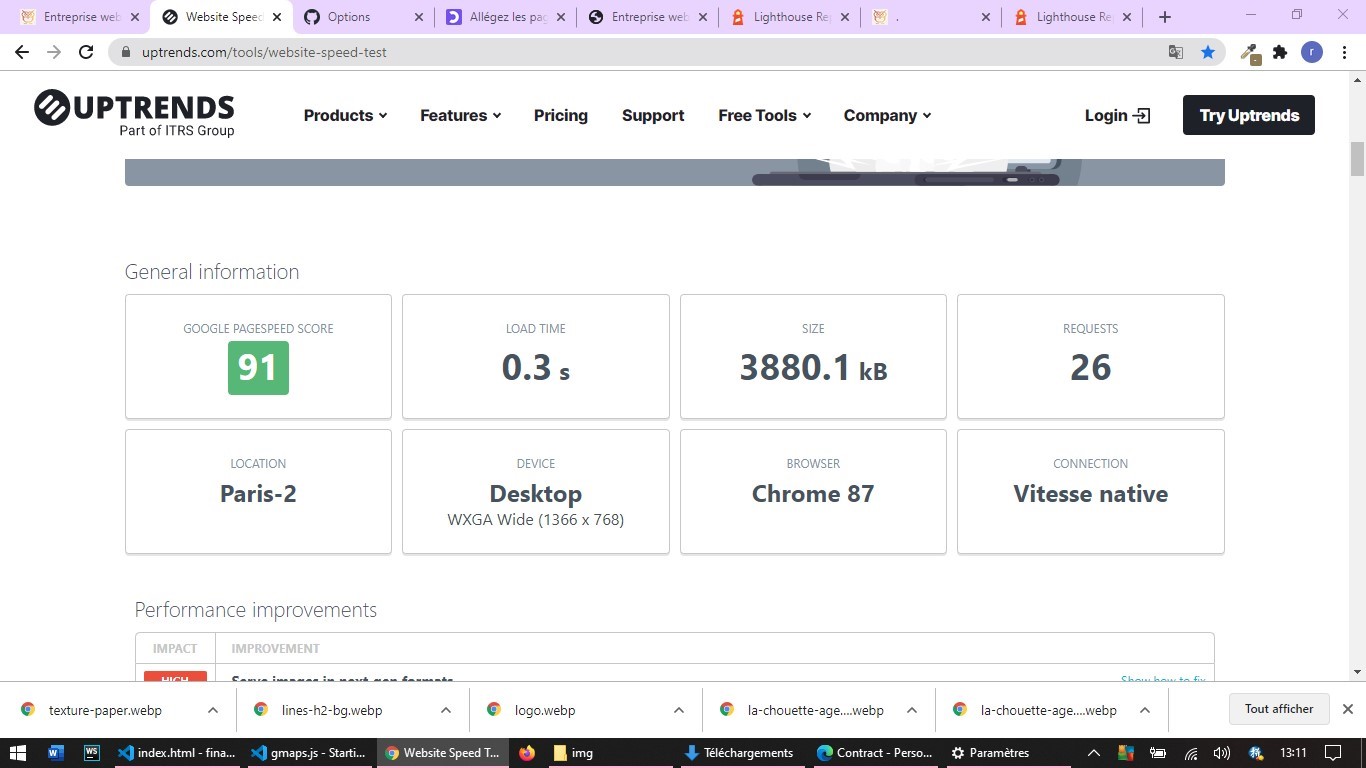 Entreprise web
Website Speed
Options
Allégez les pag
Entreprise web
Lighthouse Re
.
Lighthouse Re
uptrends.com/tools/website-speed-test
r
UPTRENDS
Part of ITRS Group
Products
Features
Pricing
Support
Free Tools
Company
Login
Try Uptrends
General information
GOOGLE PAGESPEED SCORE
91
LOAD TIME
0.3 s
SIZE
3880.1 kB
REQUESTS
26
LOCATION
Paris-2
DEVICE
Desktop
WXGA Wide (1366 x 768)
BROWSER
Chrome 87
CONNECTION
Vitesse native
Performance improvements
IMPACT
IMPROVEMENT
HIGH
Serve images in next-gen formats
Show how to fix
texture-paper.webp
lines-h2-bg.webp
logo.webp
la-chouette-age....webp
la-chouette-age....webp
Tout afficher
index.html - fina...
gmaps.js - Starti...
Website Speed T...
img
Téléchargements
Contract - Perso...
Paramètres
13:11